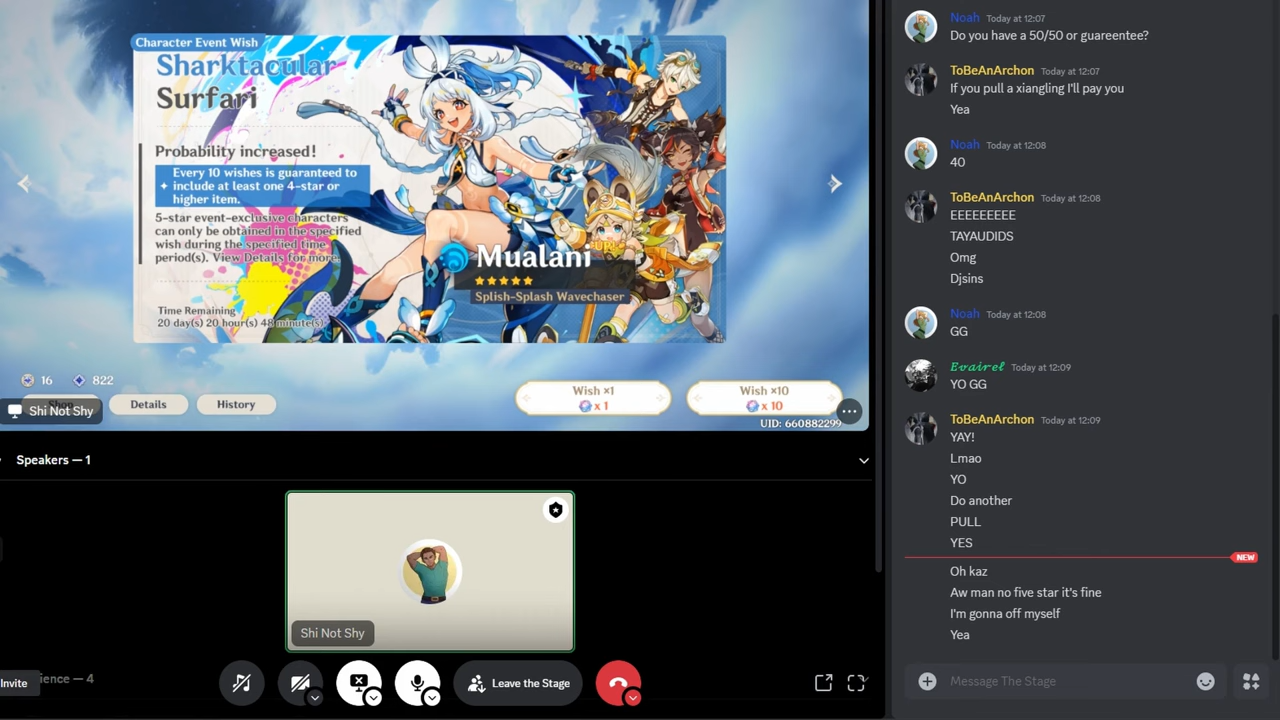 Character Event Wish
Sharktacular
Surfari
Probability increased!
Every 10 wishes is guaranteed to
include at least one 4-star or
higher item.
5-star event-exclusive characters
can only be obtained in the specified
wish during the specified time
period(s). View Details for more.
Time Remaining
20 day(s) 20 hour(s) 48 minute(s)
UP!
Mualani
Splish-Splash Wavechaser
16
822
Shop
Details
History
Wish ×1
x 1
Wish ×10
x 10
Shi Not Shy
UID: 660882299
Speakers — 1
Shi Not Shy
ience — 4
Invite
Leave the Stage
Noah Today at 12:07
Do you have a 50/50 or guareentee?
ToBeAnArchon Today at 12:07
If you pull a xiangling I'll pay you
Yea
Noah Today at 12:08
40
ToBeAnArchon Today at 12:08
EEEEEEEEE
TAYAUDIDS
Omg
Djsins
Noah Today at 12:08
GG
𝓔𝓿𝓪𝓲𝓻𝓮𝓵 Today at 12:09
YO GG
ToBeAnArchon Today at 12:09
YAY!
Lmao
YO
Do another
PULL
YES
NEW
Oh kaz
Aw man no five star it's fine
I'm gonna off myself
Yea
Message The Stage